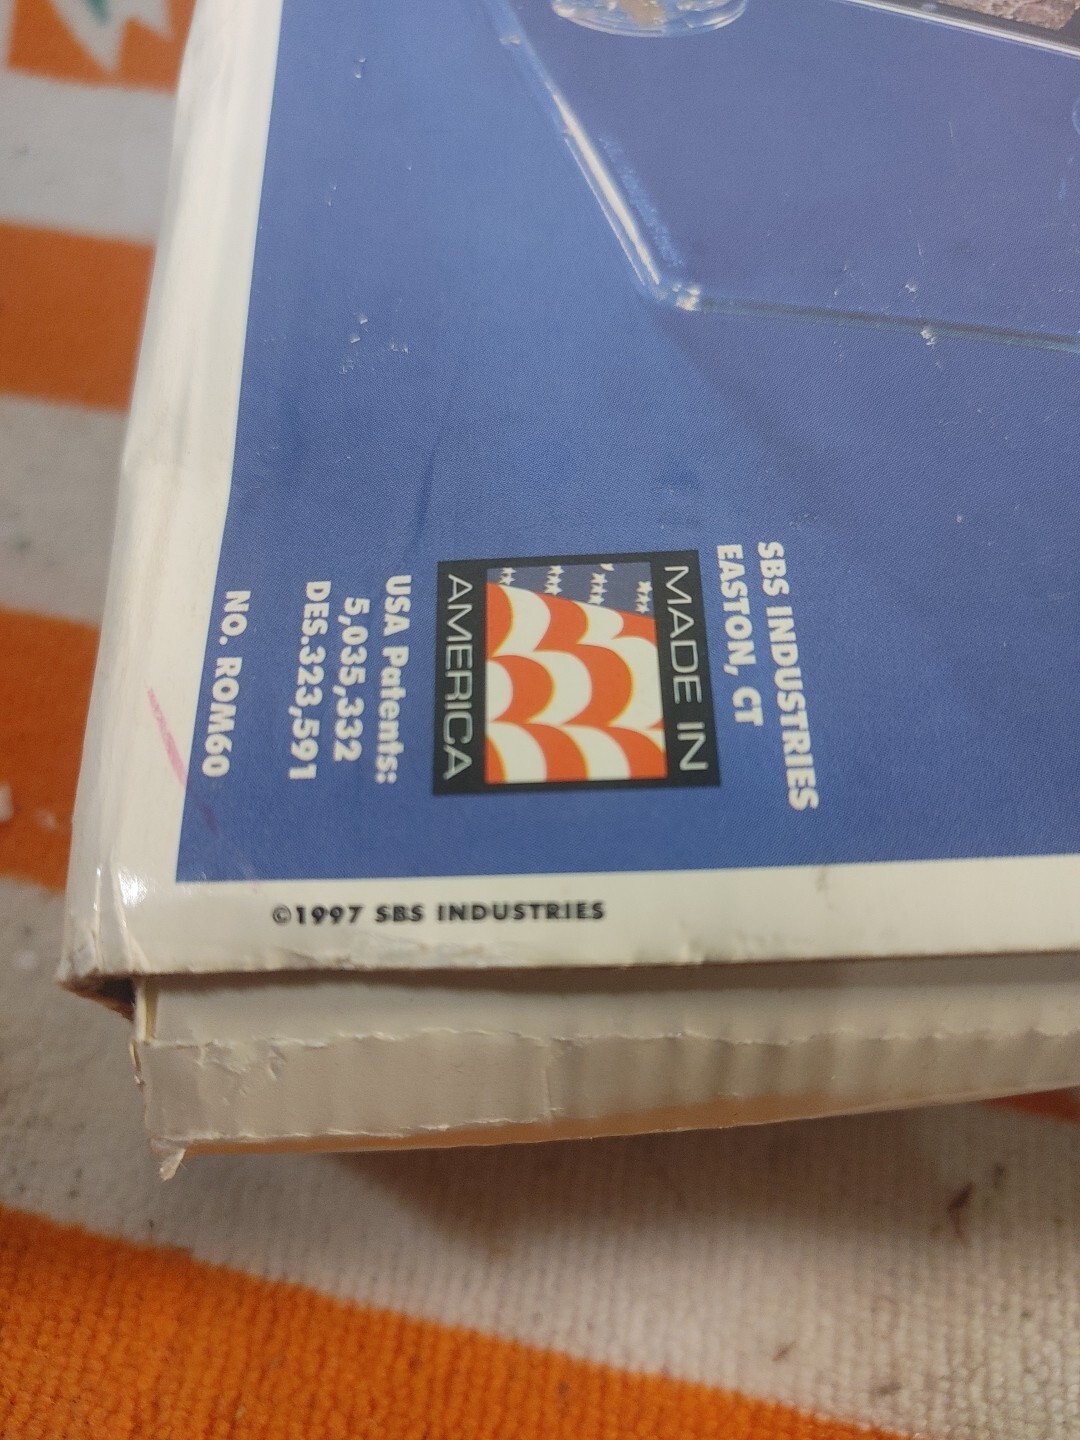 SBS INDUSTRIES
EASTON, CT
MADE IN
AMERICA
USA Patents:
5,035,332
DES.323,591
NO. ROM60
©1997 SBS INDUSTRIES